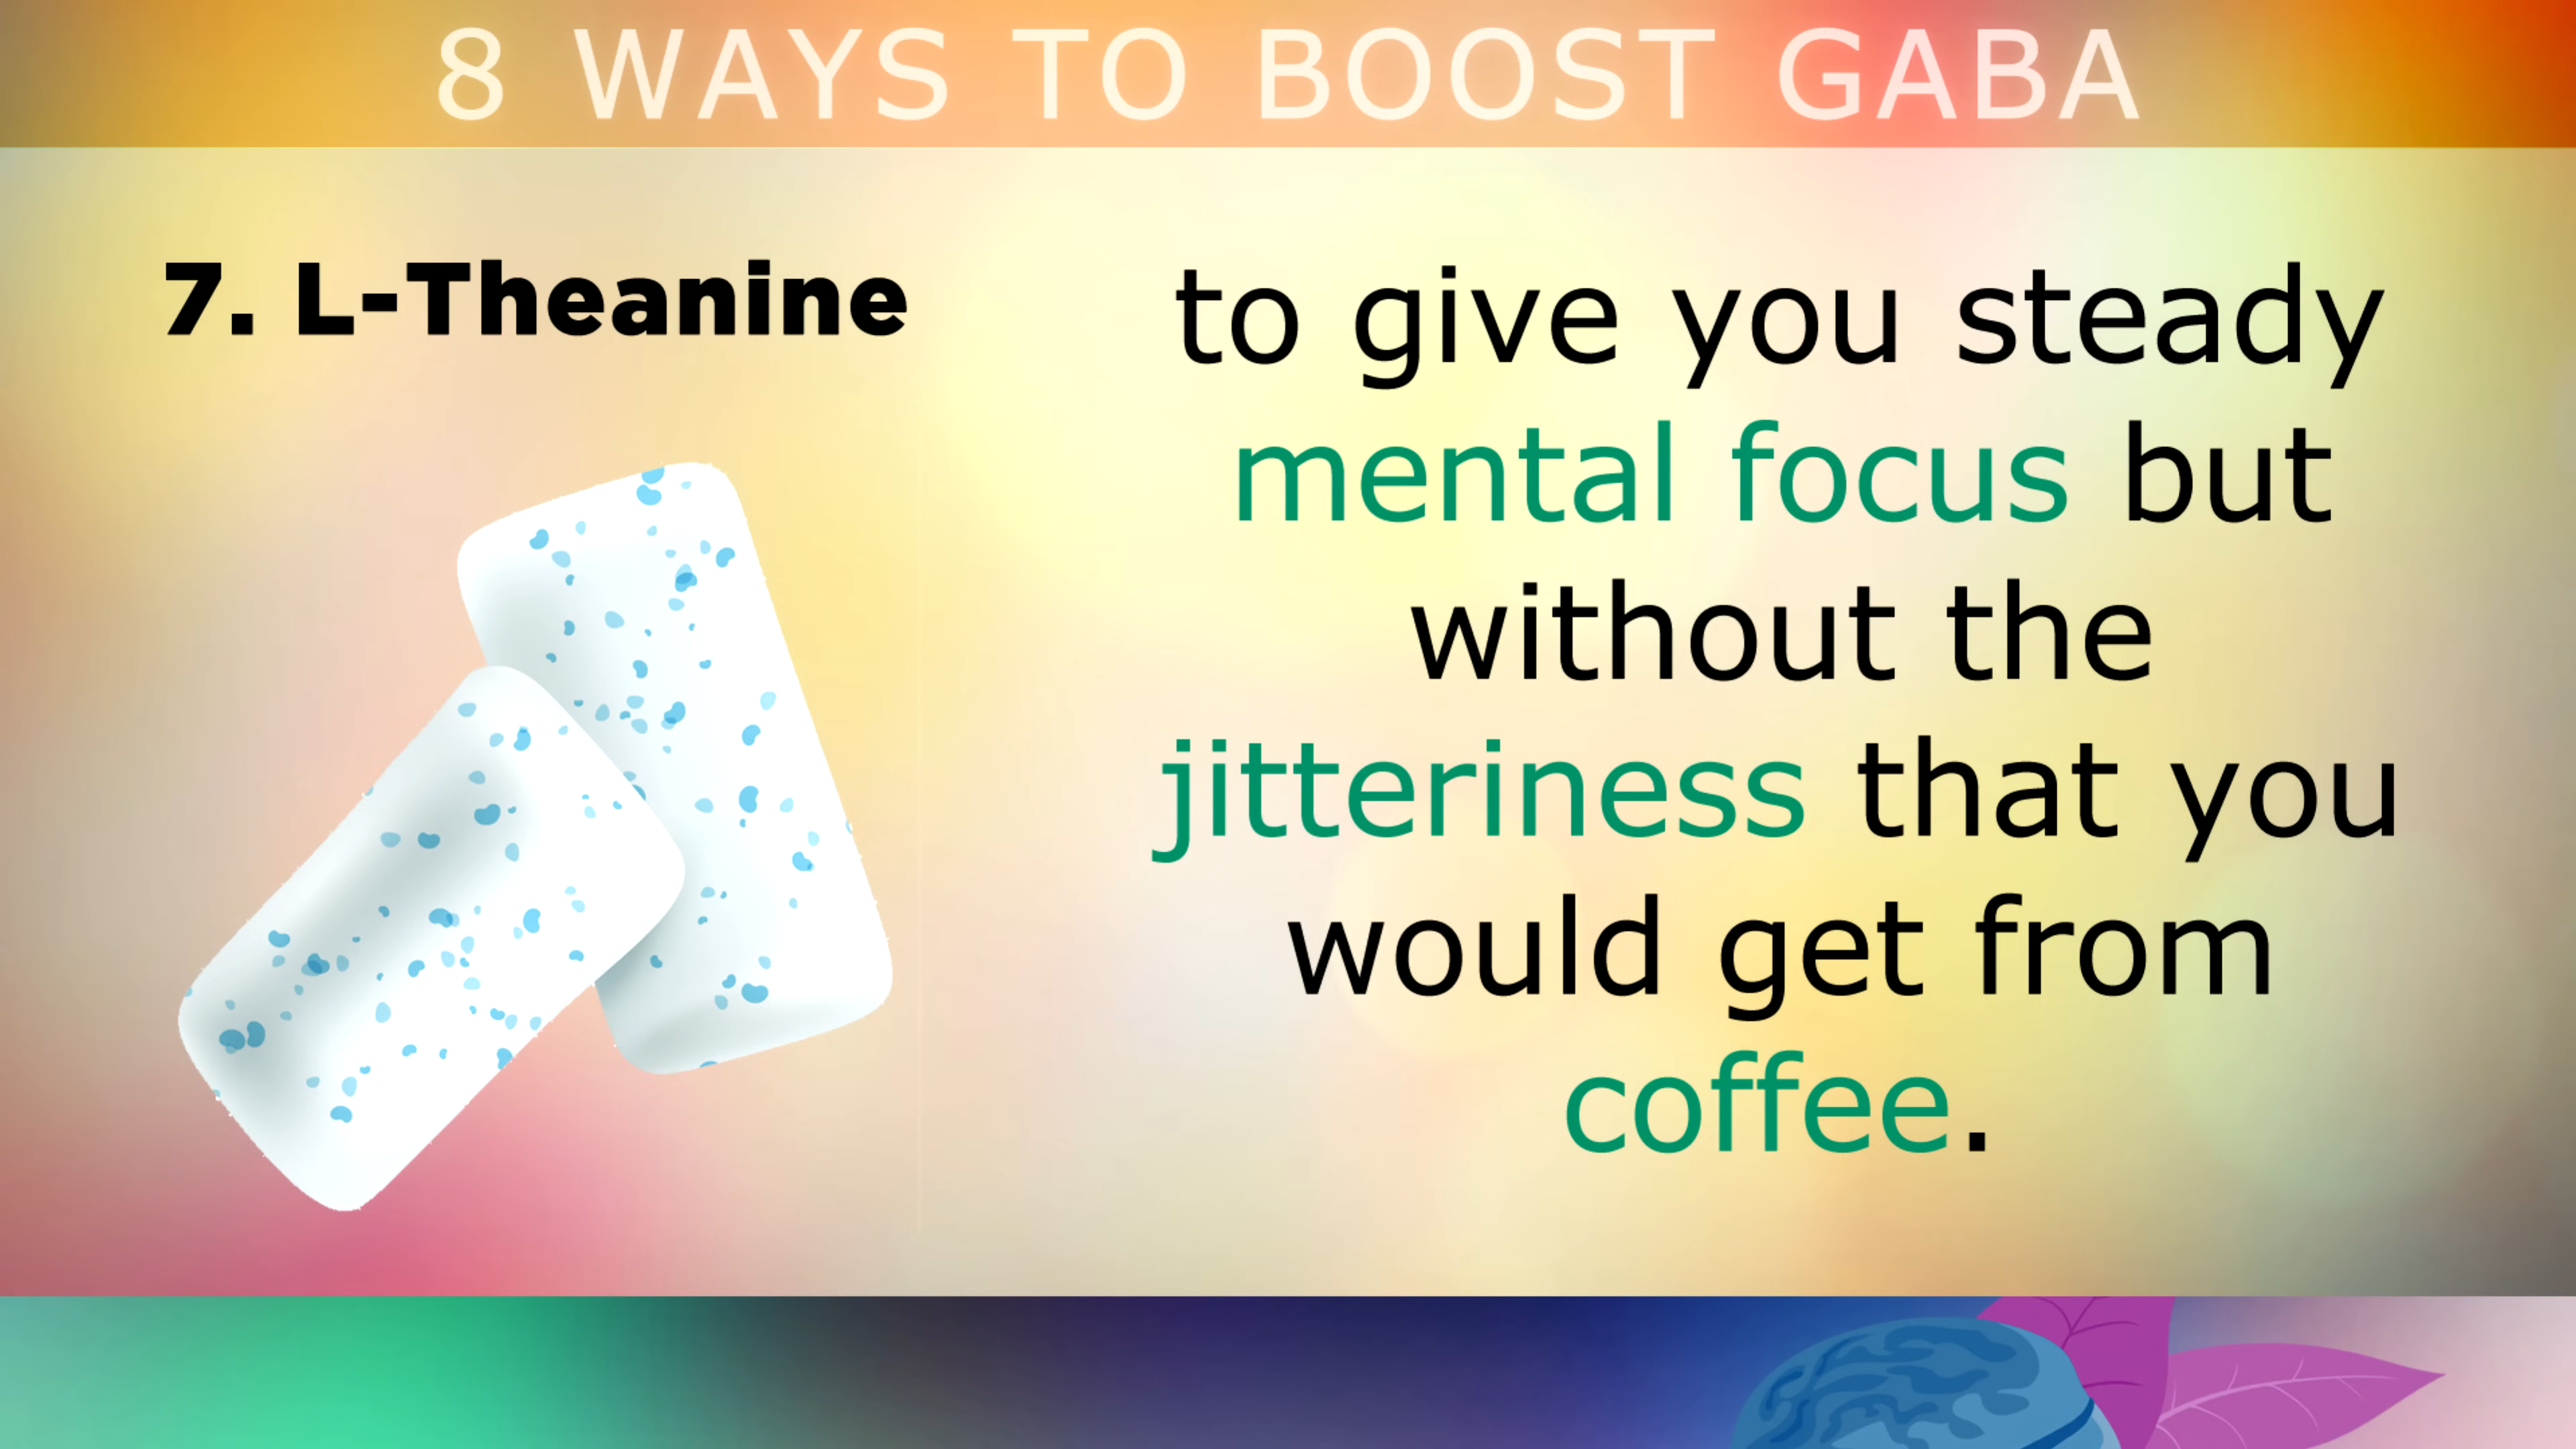 8 WAYS TO BOOST GABA
7. L-Theanine
to give you steady
mental focus but
without the
jitteriness that you
would get from
coffee.